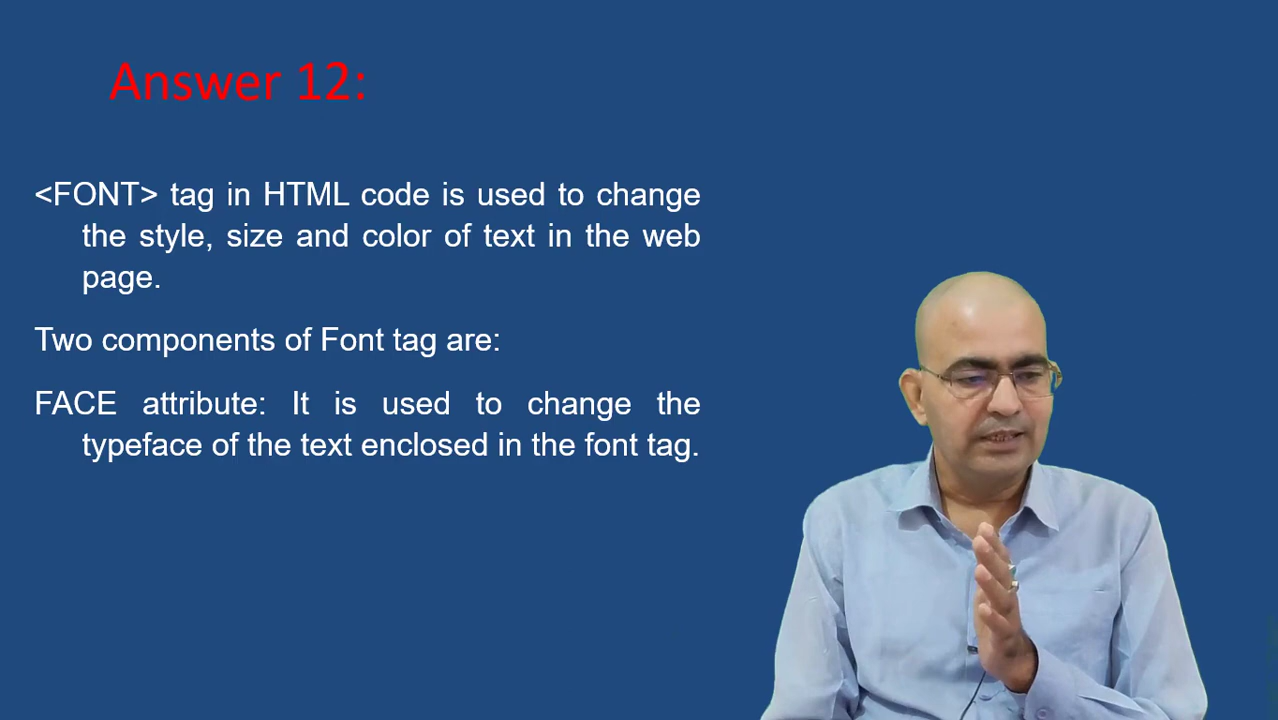 Answer 12:
<FONT> tag in HTML code is used to change
the style, size and color of text in the web
page.
Two components of Font tag are:
FACE attribute: It is used to change the
typeface of the text enclosed in the font tag.